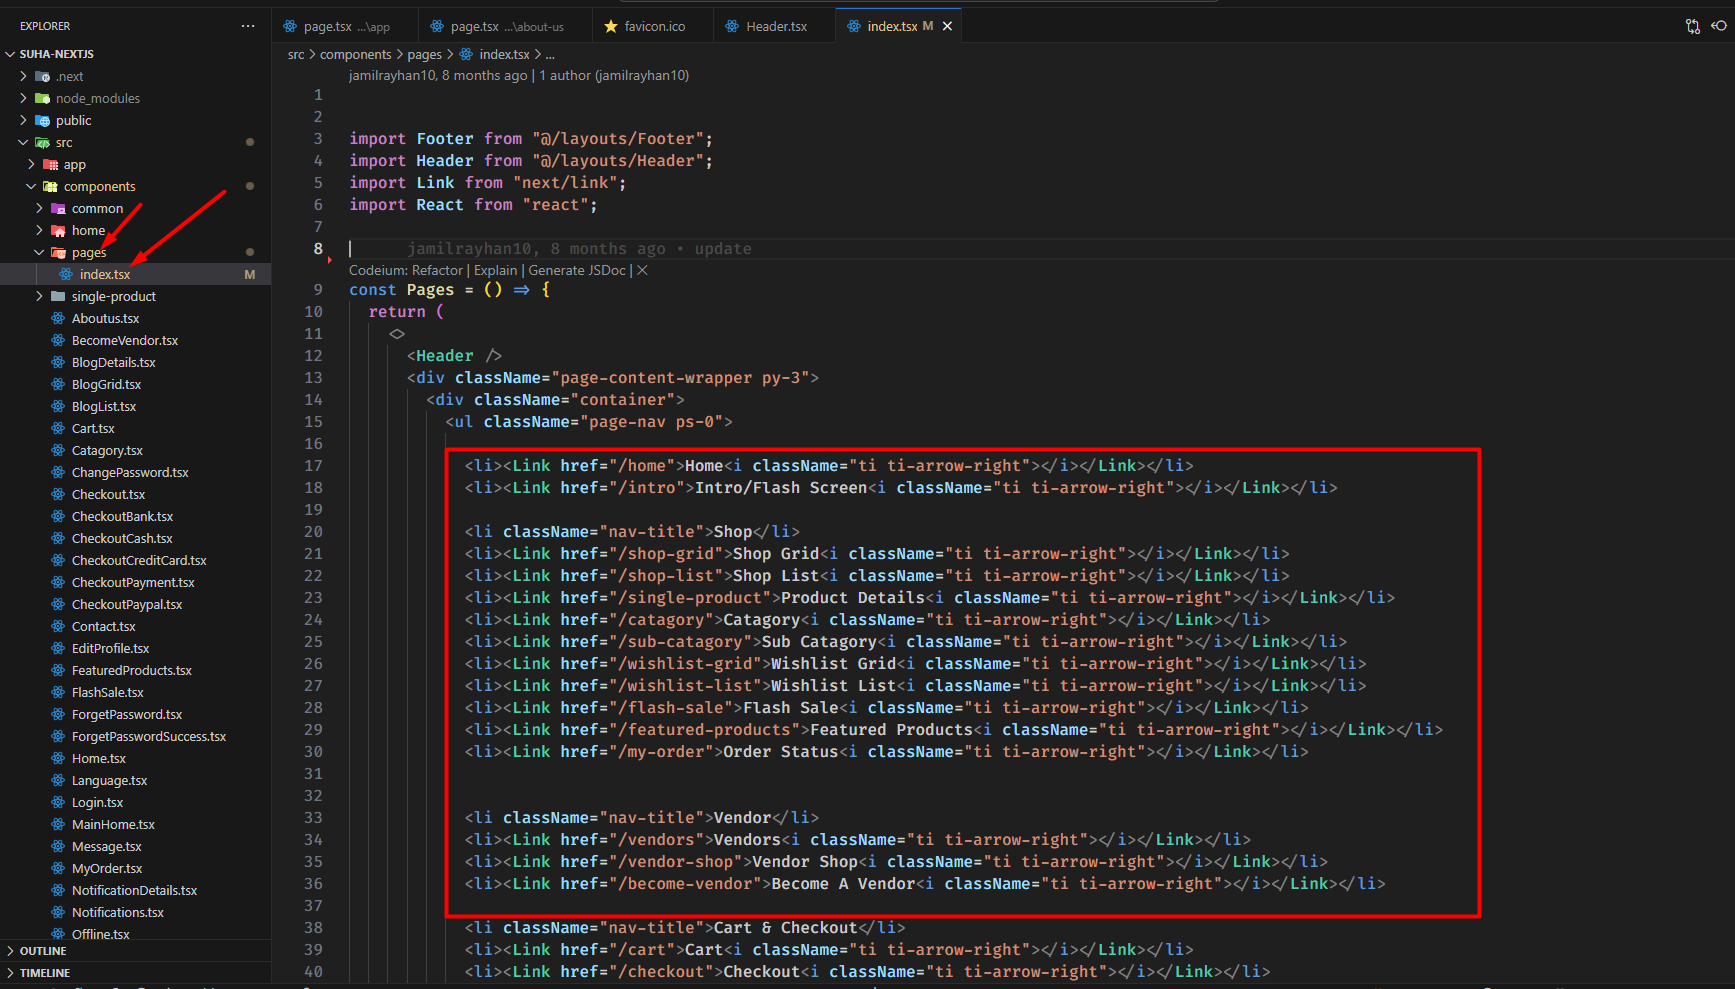 EXPLORER
SUHA-NEXTJS
.next
node_modules
public
src
app
components
common
home
pages
index.tsx M
single-product
Aboutus.tsx
BecomeVendor.tsx
BlogDetails.tsx
BlogGrid.tsx
BlogList.tsx
Cart.tsx
Catagory.tsx
ChangePassword.tsx
Checkout.tsx
CheckoutBank.tsx
CheckoutCash.tsx
CheckoutCreditCard.tsx
CheckoutPayment.tsx
CheckoutPaypal.tsx
Contact.tsx
EditProfile.tsx
FeaturedProducts.tsx
FlashSale.tsx
ForgetPassword.tsx
ForgetPasswordSuccess.tsx
Home.tsx
Language.tsx
Login.tsx
MainHome.tsx
Message.tsx
MyOrder.tsx
NotificationDetails.tsx
Notifications.tsx
Offline.tsx
OUTLINE
TIMELINE
page.tsx ...\app
page.tsx ...\about-us
favicon.ico
Header.tsx
index.tsx M
src > components > pages > index.tsx > ...
jamilrayhan10, 8 months ago | 1 author (jamilrayhan10)
1
2
3 import Footer from "@/layouts/Footer";
4 import Header from "@/layouts/Header";
5 import Link from "next/link";
6 import React from "react";
7
8 jamilrayhan10, 8 months ago • update
Codeium: Refactor | Explain | Generate JSDoc | X
9 const Pages = () => {
10 return (
11 <>
12 <Header />
13 <div className="page-content-wrapper py-3">
14 <div className="container">
15 <ul className="page-nav ps-0">
16
17 <li><Link href="/home">Home<i className="ti ti-arrow-right"></i></Link></li>
18 <li><Link href="/intro">Intro/Flash Screen<i className="ti ti-arrow-right"></i></Link></li>
19
20 <li className="nav-title">Shop</li>
21 <li><Link href="/shop-grid">Shop Grid<i className="ti ti-arrow-right"></i></Link></li>
22 <li><Link href="/shop-list">Shop List<i className="ti ti-arrow-right"></i></Link></li>
23 <li><Link href="/single-product">Product Details<i className="ti ti-arrow-right"></i></Link></li>
24 <li><Link href="/catagory">Catagory<i className="ti ti-arrow-right"></i></Link></li>
25 <li><Link href="/sub-catagory">Sub Catagory<i className="ti ti-arrow-right"></i></Link></li>
26 <li><Link href="/wishlist-grid">Wishlist Grid<i className="ti ti-arrow-right"></i></Link></li>
27 <li><Link href="/wishlist-list">Wishlist List<i className="ti ti-arrow-right"></i></Link></li>
28 <li><Link href="/flash-sale">Flash Sale<i className="ti ti-arrow-right"></i></Link></li>
29 <li><Link href="/featured-products">Featured Products<i className="ti ti-arrow-right"></i></Link></li>
30 <li><Link href="/my-order">Order Status<i className="ti ti-arrow-right"></i></Link></li>
31
32
33 <li className="nav-title">Vendor</li>
34 <li><Link href="/vendors">Vendors<i className="ti ti-arrow-right"></i></Link></li>
35 <li><Link href="/vendor-shop">Vendor Shop<i className="ti ti-arrow-right"></i></Link></li>
36 <li><Link href="/become-vendor">Become A Vendor<i className="ti ti-arrow-right"></i></Link></li>
37
38 <li className="nav-title">Cart & Checkout</li>
39 <li><Link href="/cart">Cart<i className="ti ti-arrow-right"></i></Link></li>
40 <li><Link href="/checkout">Checkout<i className="ti ti-arrow-right"></i></Link></li>